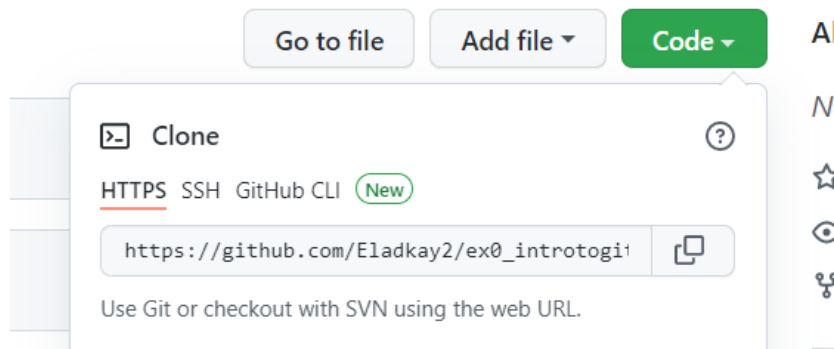 Go to file Add file Code
Clone
HTTPS SSH GitHub CLI New
https://github.com/Eladkay2/ex0_introtogit
Use Git or checkout with SVN using the web URL.